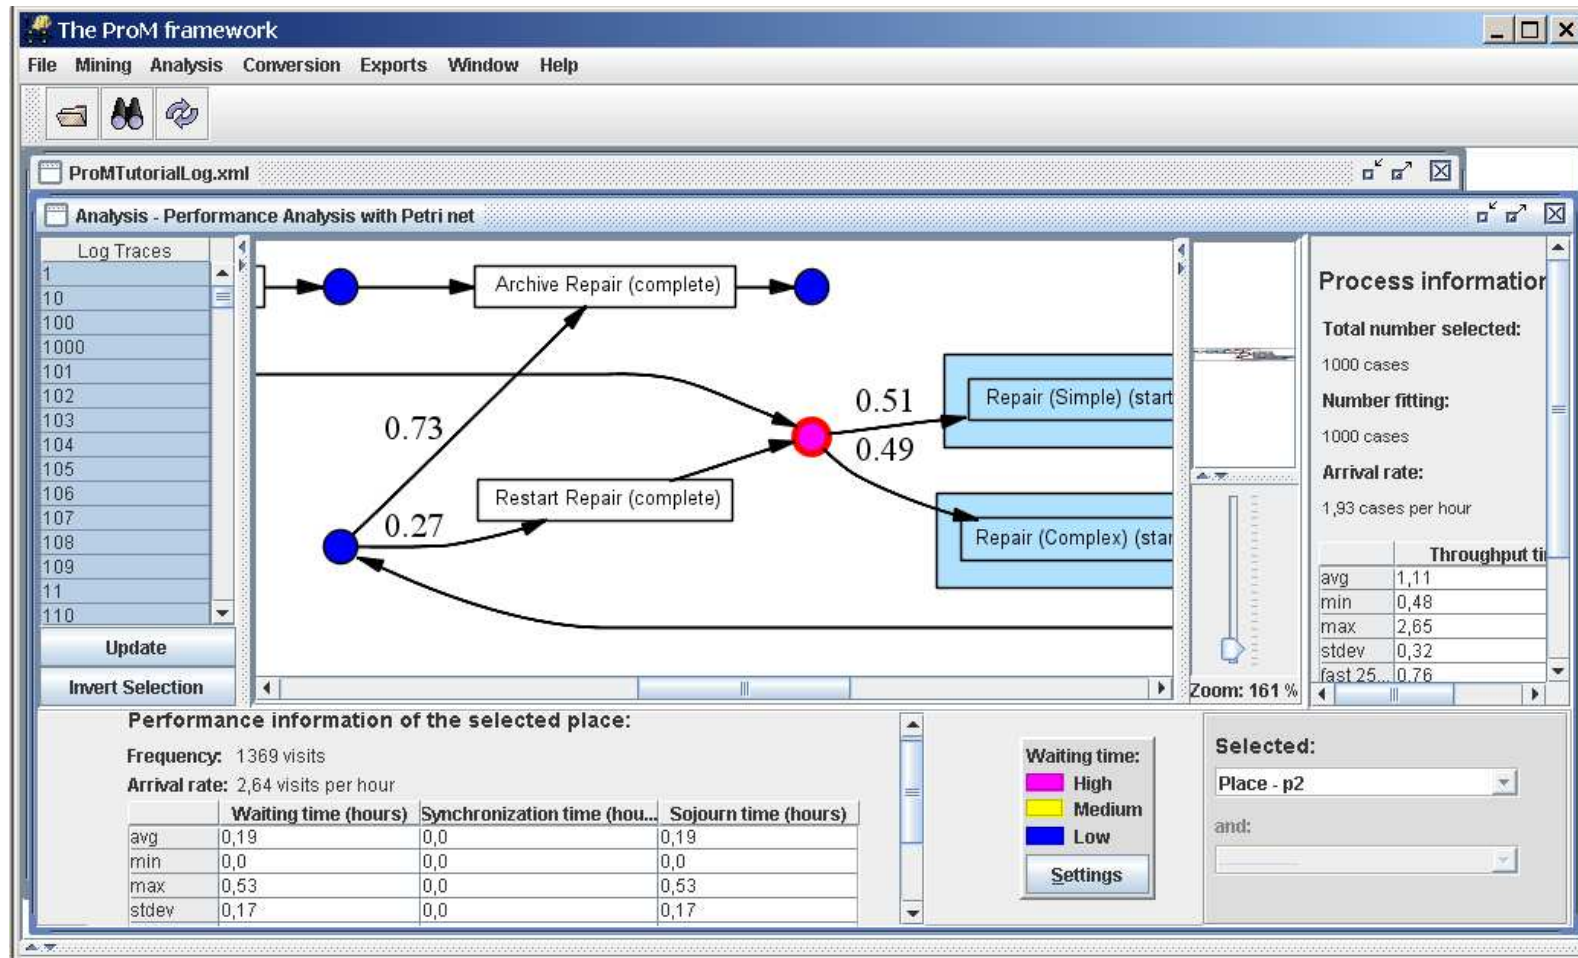 The ProM framework
File Mining Analysis Conversion Exports Window Help
ProMTutorialLog.xml
Analysis - Performance Analysis with Petri net
Log Traces
1
10
100
1000
101
102
103
104
105
106
107
108
109
11
110
Update
Invert Selection
Archive Repair (complete)
0.73
0.51
Repair (Simple) (start
0.49
Restart Repair (complete)
0.27
Repair (Complex) (star
Zoom: 161 %
Process information
Total number selected:
1000 cases
Number fitting:
1000 cases
Arrival rate:
1,93 cases per hour
Throughput ti
avg 1,11
min 0,48
max 2,65
stdev 0,32
fast 25... 0,76
Performance information of the selected place:
Frequency: 1369 visits
Arrival rate: 2,64 visits per hour
Waiting time (hours) Synchronization time (hou... Sojourn time (hours)
avg 0,19 0,0 0,19
min 0,0 0,0 0,0
max 0,53 0,0 0,53
stdev 0,17 0,0 0,17
Waiting time:
High
Medium
Low
Settings
Selected:
Place - p2
and: